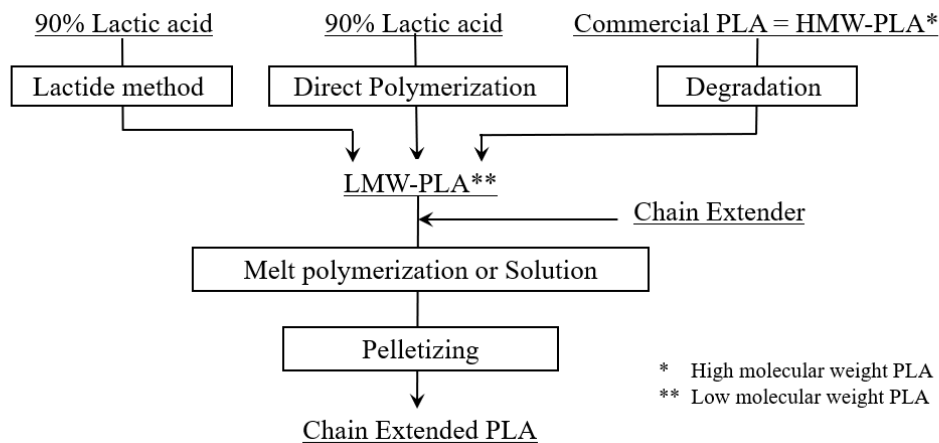 90% Lactic acid
90% Lactic acid
Commercial PLA = HMW-PLA*
Lactide method
Direct Polymerization
Degradation
LMW-PLA**
Chain Extender
Melt polymerization or Solution
Pelletizing
* High molecular weight PLA
** Low molecular weight PLA
Chain Extended PLA